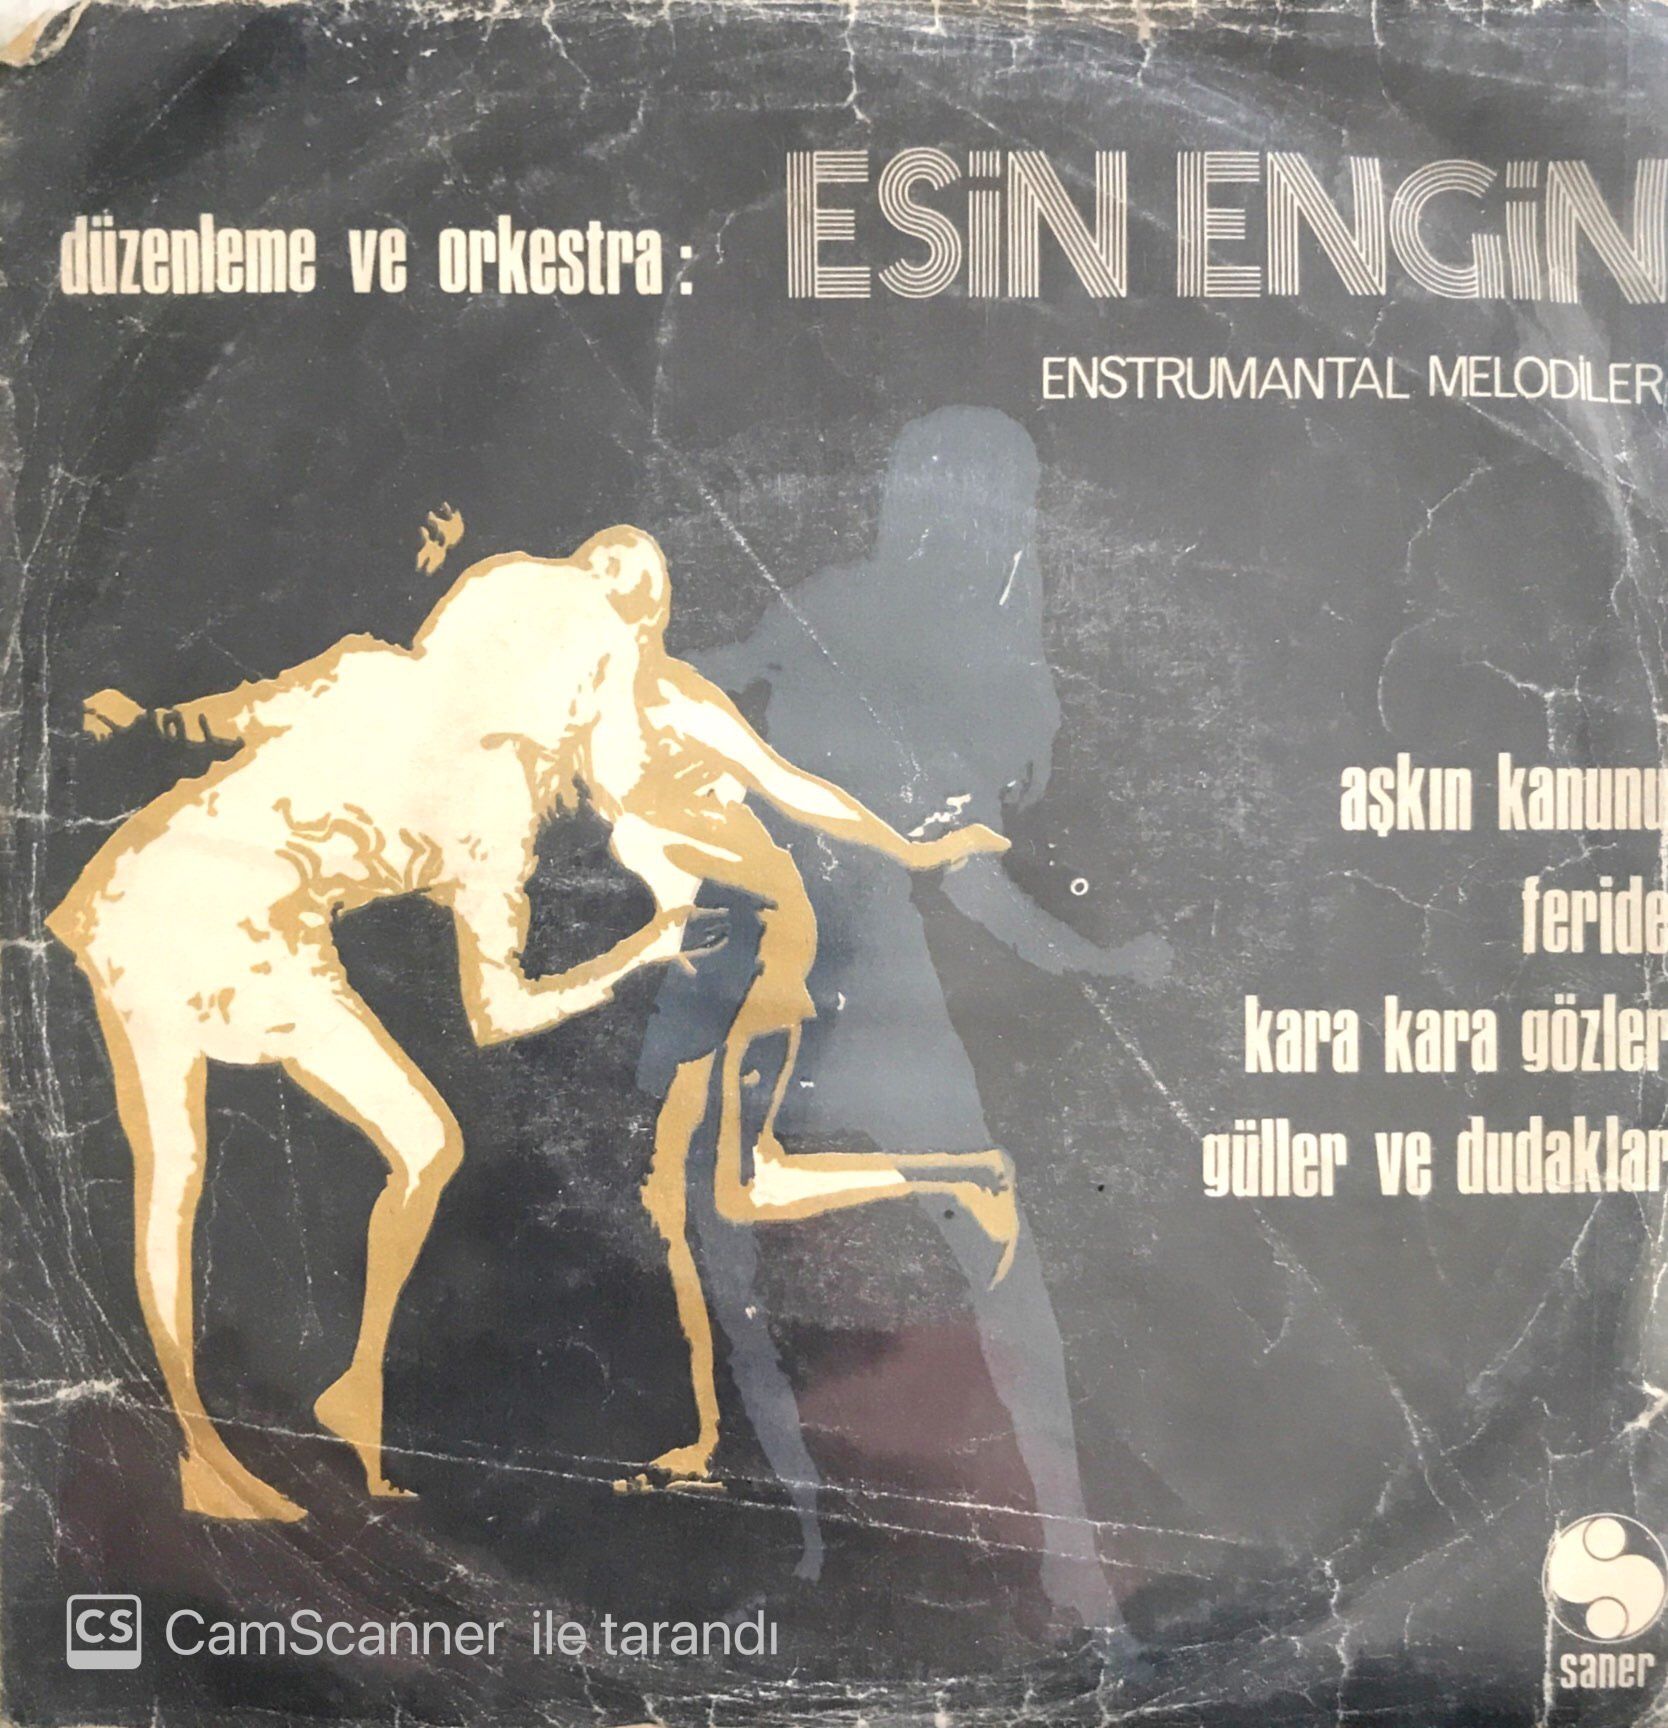 düzenleme ve orkestra: ESİN ENGİN
ENSTRUMANTAL MELODİLER
aşkın kanunu
feride
kara kara gözler
güller ve dudaklar
saner
CS CamScanner ile tarandı